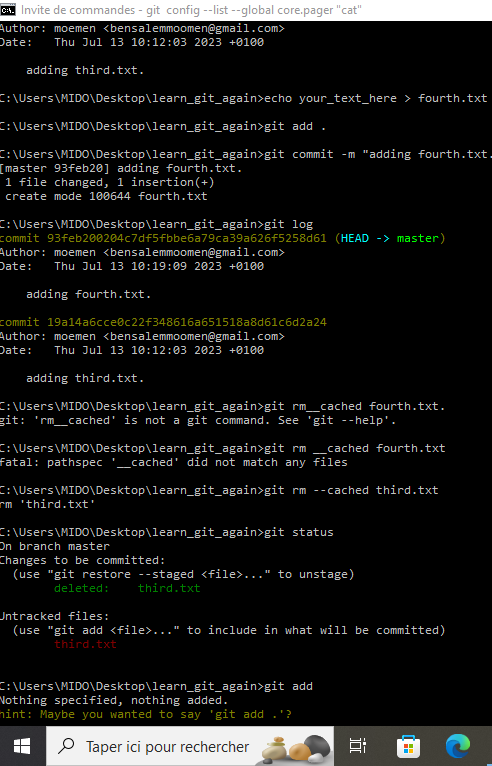 Invite de commandes - git config --list --global core.pager "cat"
Author: moemen <bensalemmoomen@gmail.com>
Date:   Thu Jul 13 10:12:03 2023 +0100
    adding third.txt.
C:\Users\MIDO\Desktop\learn_git_again>echo your_text_here > fourth.txt
C:\Users\MIDO\Desktop\learn_git_again>git add .
C:\Users\MIDO\Desktop\learn_git_again>git commit -m "adding fourth.txt.
[master 93feb20] adding fourth.txt.
 1 file changed, 1 insertion(+)
 create mode 100644 fourth.txt
C:\Users\MIDO\Desktop\learn_git_again>git log
commit 93feb200204c7df5fbbe6a79ca39a626f5258d61 (HEAD -> master)
Author: moemen <bensalemmoomen@gmail.com>
Date:   Thu Jul 13 10:19:09 2023 +0100
    adding fourth.txt.
commit 19a14a6cce0c22f348616a651518a8d61c6d2a24
Author: moemen <bensalemmoomen@gmail.com>
Date:   Thu Jul 13 10:12:03 2023 +0100
    adding third.txt.
C:\Users\MIDO\Desktop\learn_git_again>git rm__cached fourth.txt.
git: 'rm__cached' is not a git command. See 'git --help'.
C:\Users\MIDO\Desktop\learn_git_again>git rm __cached fourth.txt
fatal: pathspec '__cached' did not match any files
C:\Users\MIDO\Desktop\learn_git_again>git rm --cached third.txt
rm 'third.txt'
C:\Users\MIDO\Desktop\learn_git_again>git status
On branch master
Changes to be committed:
  (use "git restore --staged <file>..." to unstage)
        deleted:    third.txt
Untracked files:
  (use "git add <file>..." to include in what will be committed)
        third.txt
C:\Users\MIDO\Desktop\learn_git_again>git add
Nothing specified, nothing added.
hint: Maybe you wanted to say 'git add .'?
Taper ici pour rechercher